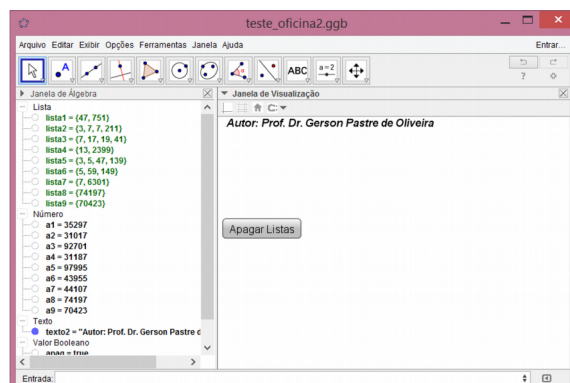 teste_oficina2.ggb
Arquivo Editar Exibir Opções Ferramentas Janela Ajuda
Entrar...
ABC
a=2
Janela de Álgebra
Janela de Visualização
Lista
lista1 = {47, 751}
lista2 = {3, 7, 7, 211}
lista3 = {7, 17, 19, 41}
lista4 = {13, 2399}
lista5 = {3, 5, 47, 139}
lista6 = {5, 59, 149}
lista7 = {7, 6301}
lista8 = {74197}
lista9 = {70423}
Número
a1 = 35297
a2 = 31017
a3 = 92701
a4 = 31187
a5 = 97995
a6 = 43955
a7 = 44107
a8 = 74197
a9 = 70423
Texto
texto2 = "Autor: Prof. Dr. Gerson Pastre d
Valor Booleano
apag = true
C:
Autor: Prof. Dr. Gerson Pastre de Oliveira
Apagar Listas
Entrada: